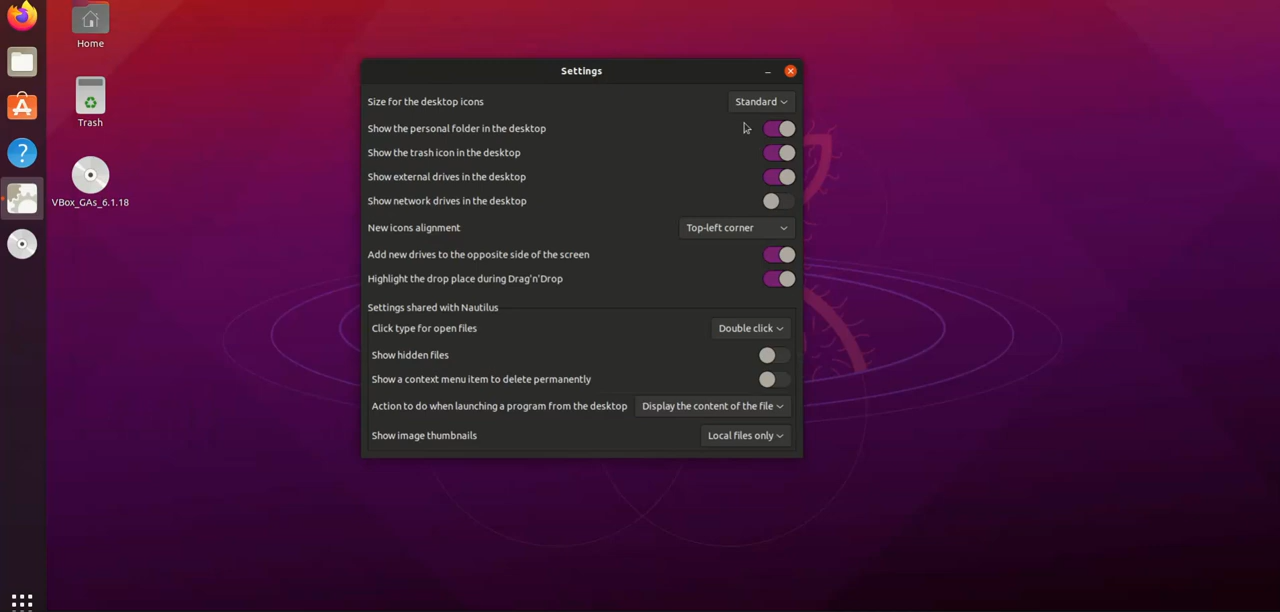 Home
Trash
VBox_GAs_6.1.18
Settings
Size for the desktop icons Standard
Show the personal folder in the desktop
Show the trash icon in the desktop
Show external drives in the desktop
Show network drives in the desktop
New icons alignment Top-left corner
Add new drives to the opposite side of the screen
Highlight the drop place during Drag'n'Drop
Settings shared with Nautilus
Click type for open files Double click
Show hidden files
Show a context menu item to delete permanently
Action to do when launching a program from the desktop Display the content of the file
Show image thumbnails Local files only